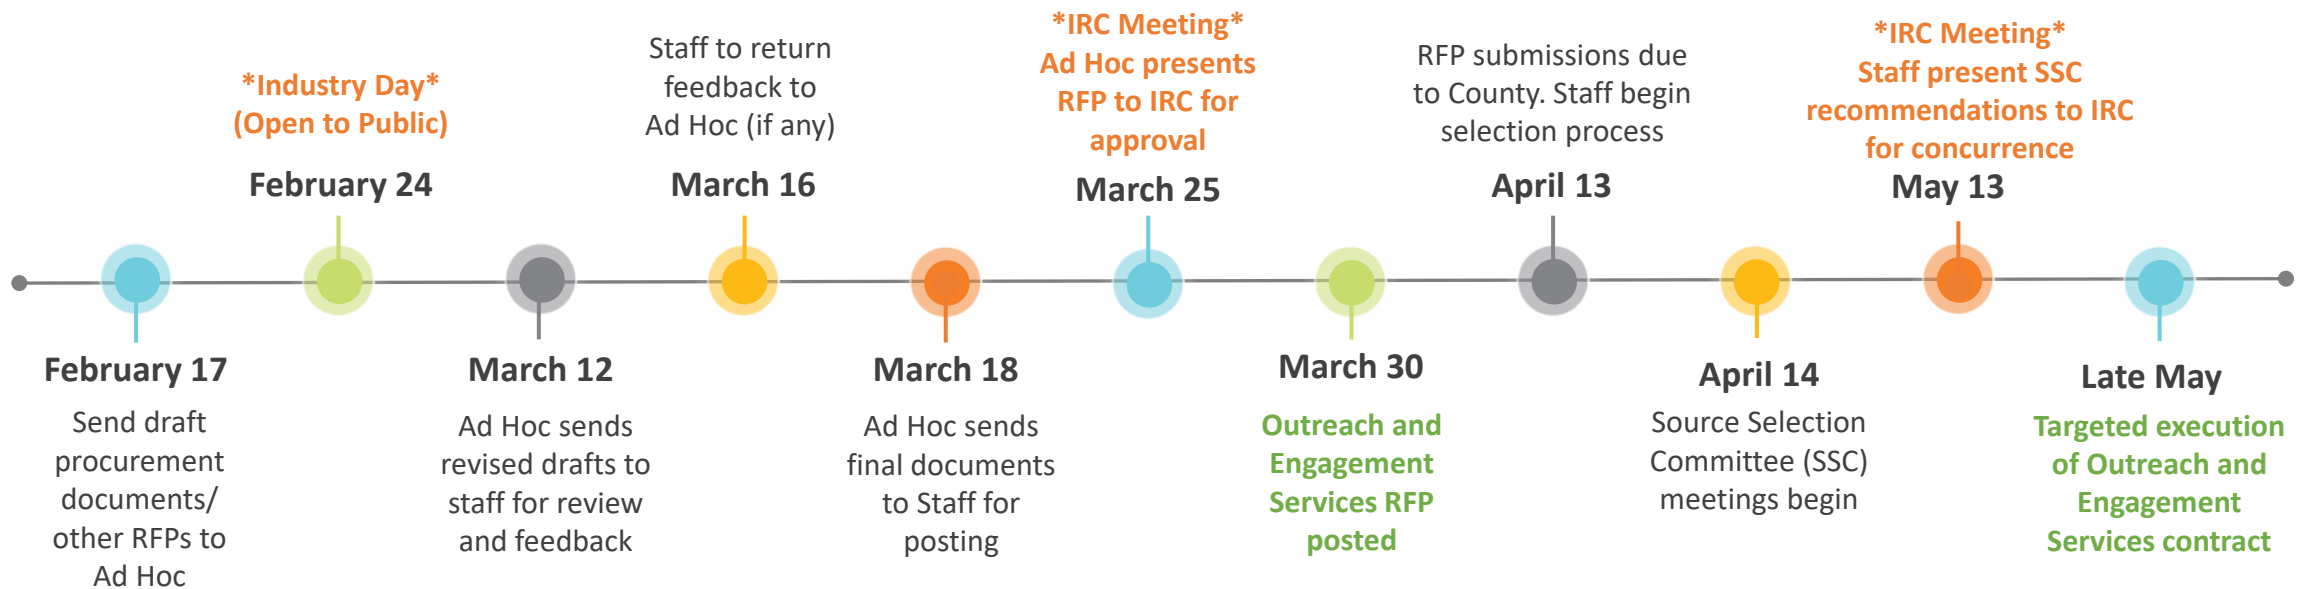 February 17
Send draft
procurement
documents/
other RFPs to
Ad Hoc
*Industry Day*
(Open to Public)
February 24
March 12
Ad Hoc sends
revised drafts to
staff for review
and feedback
Staff to return
feedback to
Ad Hoc (if any)
March 16
March 18
Ad Hoc sends
final documents
to Staff for
posting
*IRC Meeting*
Ad Hoc presents
RFP to IRC for
approval
March 25
March 30
Outreach and
Engagement
Services RFP
posted
RFP submissions due
to County. Staff begin
selection process
April 13
April 14
Source Selection
Committee (SSC)
meetings begin
*IRC Meeting*
Staff present SSC
recommendations to IRC
for concurrence
May 13
Late May
Targeted execution
of Outreach and
Engagement
Services contract